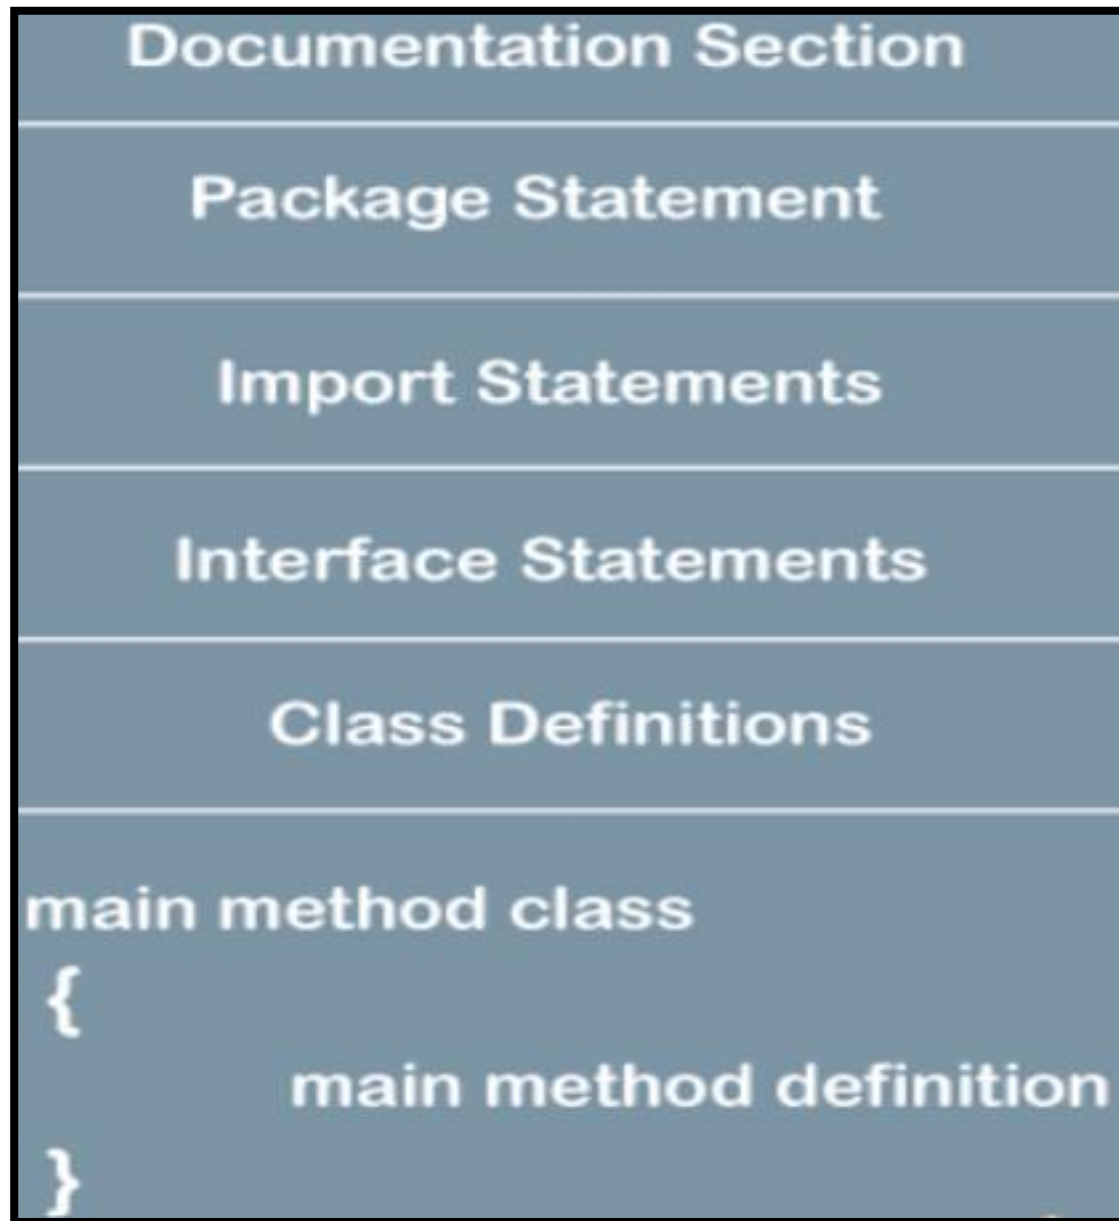 Documentation Section
Package Statement
Import Statements
Interface Statements
Class Definitions
main method class
{
main method definition
}